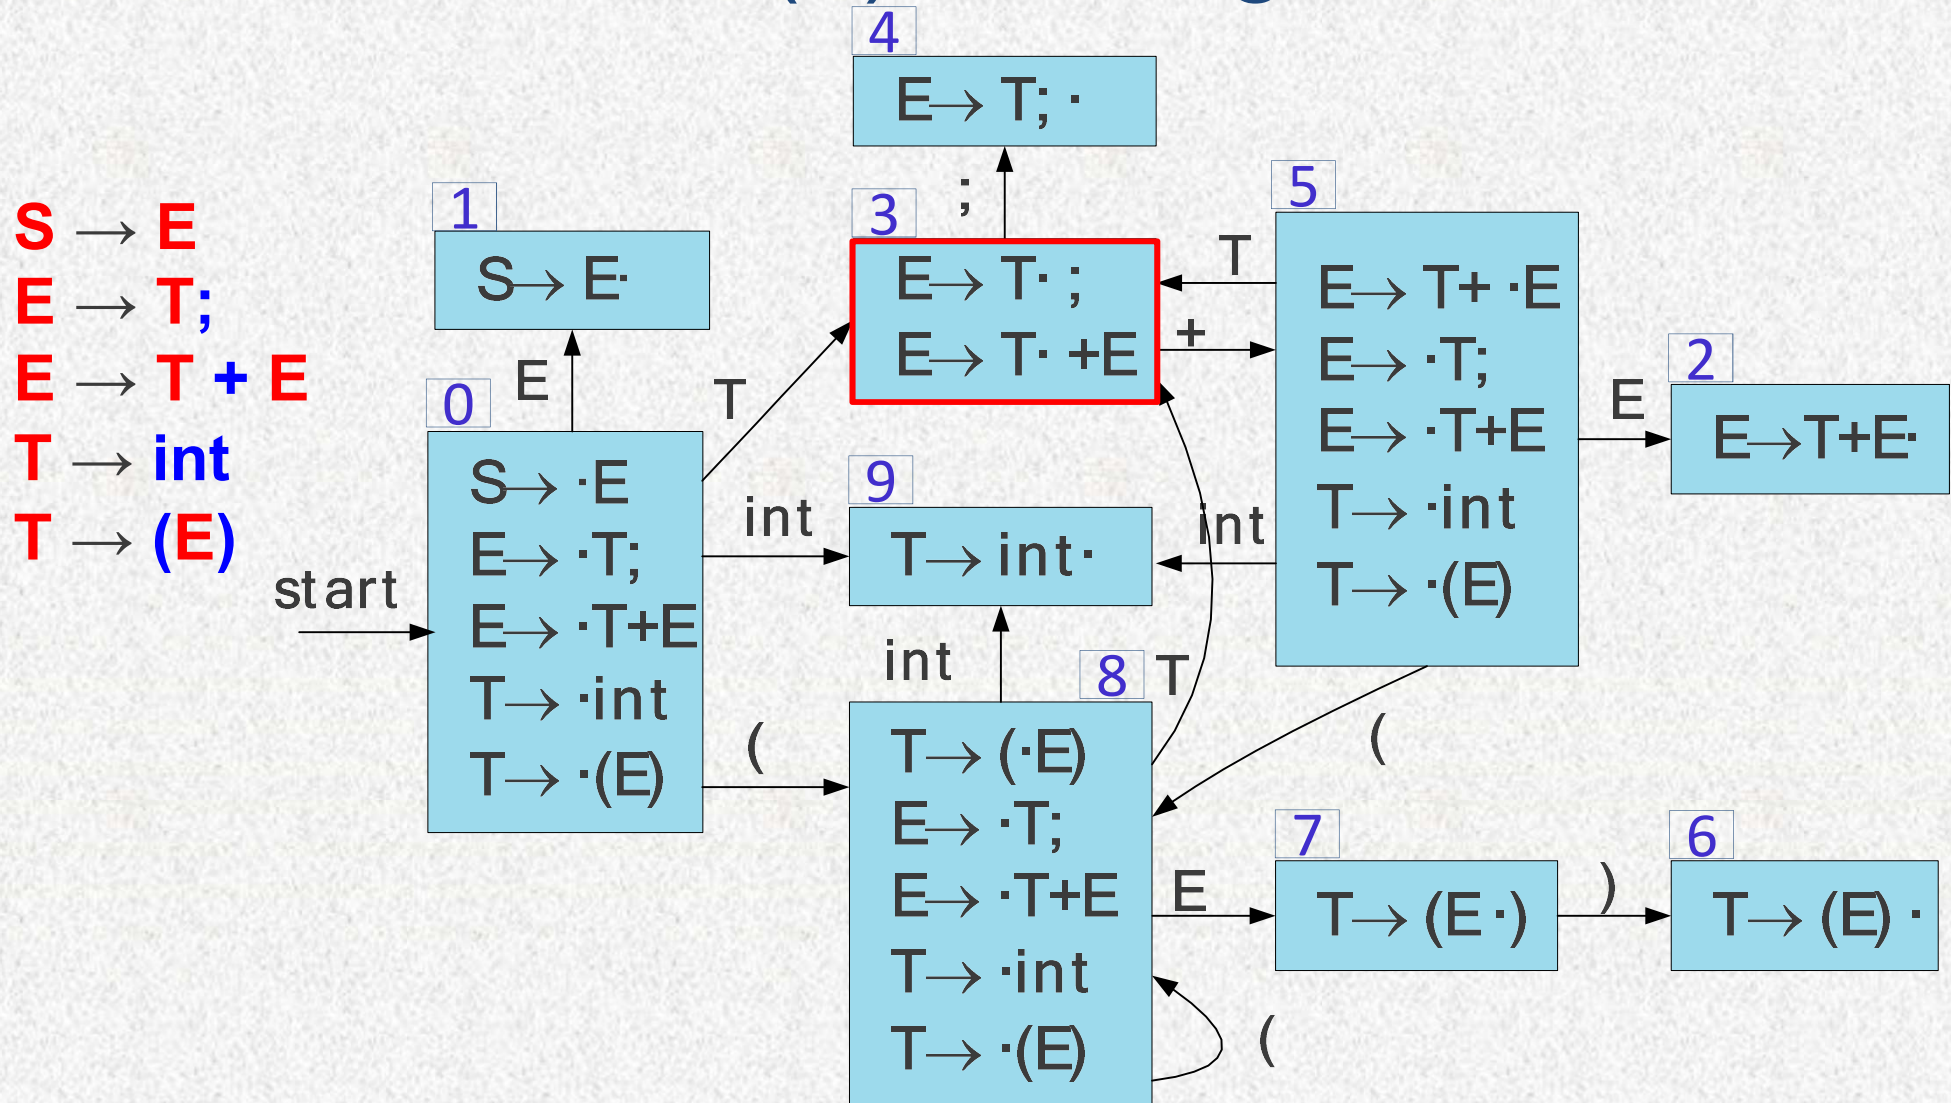 S → E
E → T;
E → T + E
T → int
T → (E)
start
0
S→ ·E
E→ ·T;
E→ ·T+E
T→ ·int
T→ ·(E)
E
1
S→ E·
T
int
(
4
E→ T; ·
;
3
E→ T· ;
E→ T· +E
T
+
9
T→ int·
int
int
8
T
T→ (·E)
E→ ·T;
E→ ·T+E
T→ ·int
T→ ·(E)
(
(
5
E→ T+ ·E
E→ ·T;
E→ ·T+E
T→ ·int
T→ ·(E)
E
2
E→T+E·
E
7
T→ (E ·)
)
6
T→ (E) ·